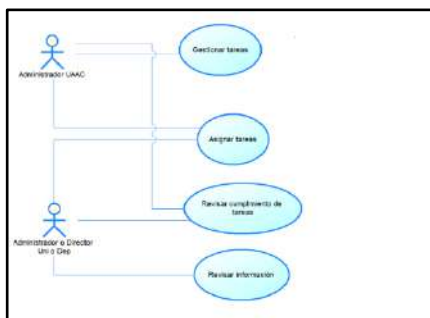 Gestionar tareas
Administrador UAAC
Asignar tareas
Revisar cumplimiento de
tareas
Administrador o Director
Uni o Dep
Revisar información